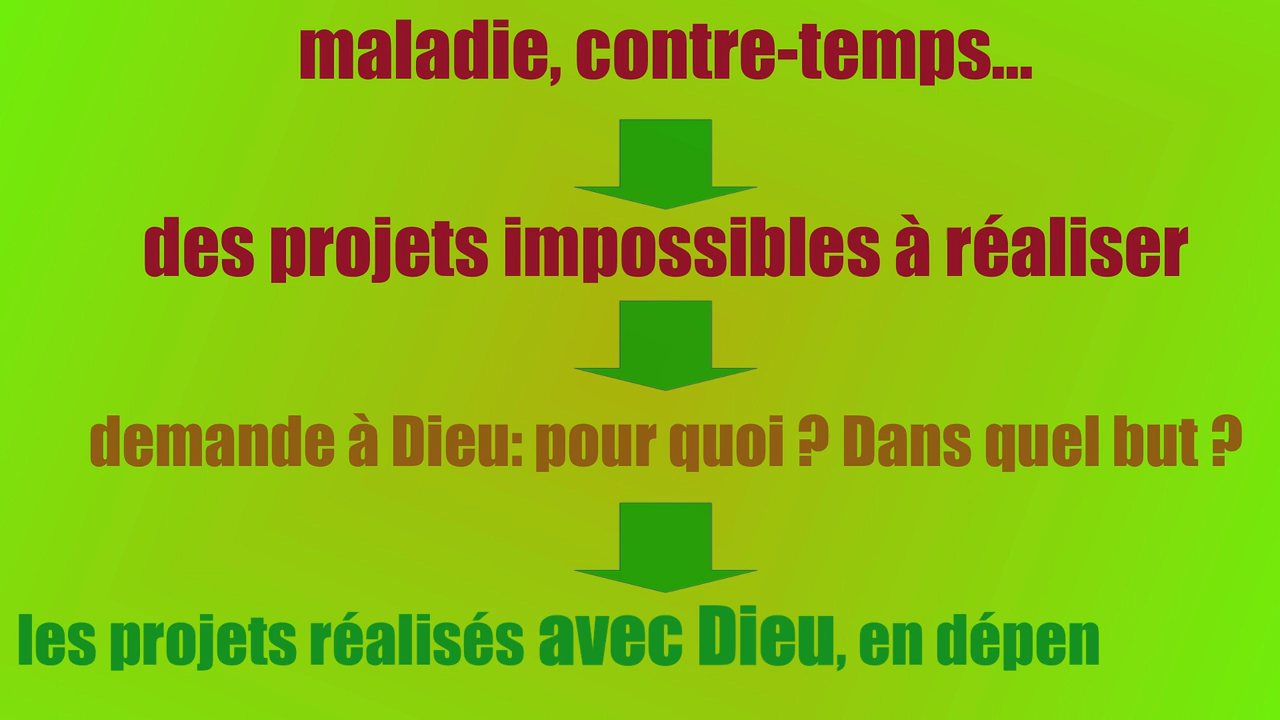 maladie, contre-temps...
des projets impossibles à réaliser
demande à Dieu: pour quoi ? Dans quel but ?
les projets réalisés avec Dieu, en dépen